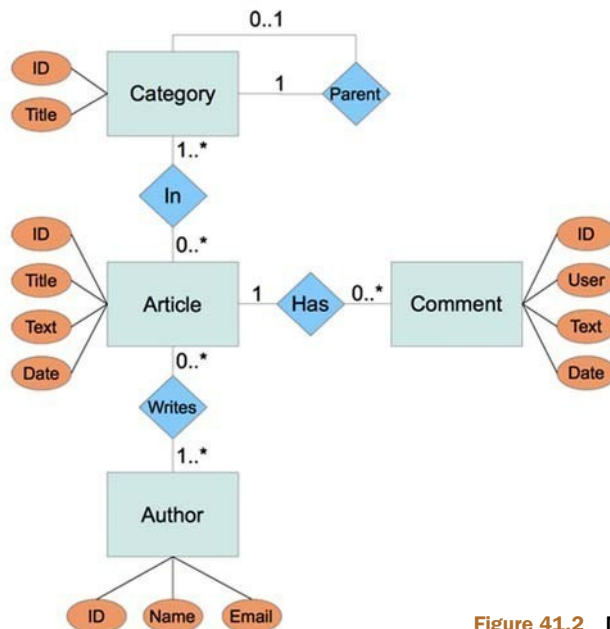 0..1
ID
Category
1
Parent
Title
1..*
In
ID
0..*
ID
Title
Article
1
Has
0..*
Comment
User
Text
Text
Date
0..*
Date
Writes
1..*
Author
ID
Name
Email
Figure 41.2